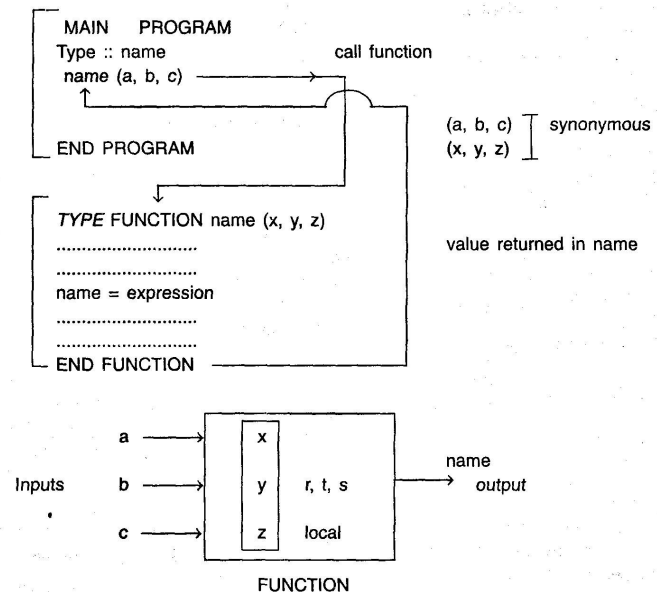 MAIN PROGRAM
Type :: name
call function
name (a, b, c)
(a, b, c) synonymous
(x, y, z)
END PROGRAM
TYPE FUNCTION name (x, y, z)
............................
............................
value returned in name
name = expression
............................
............................
END FUNCTION
a x
name
Inputs b y r, t, s output
c z local
FUNCTION